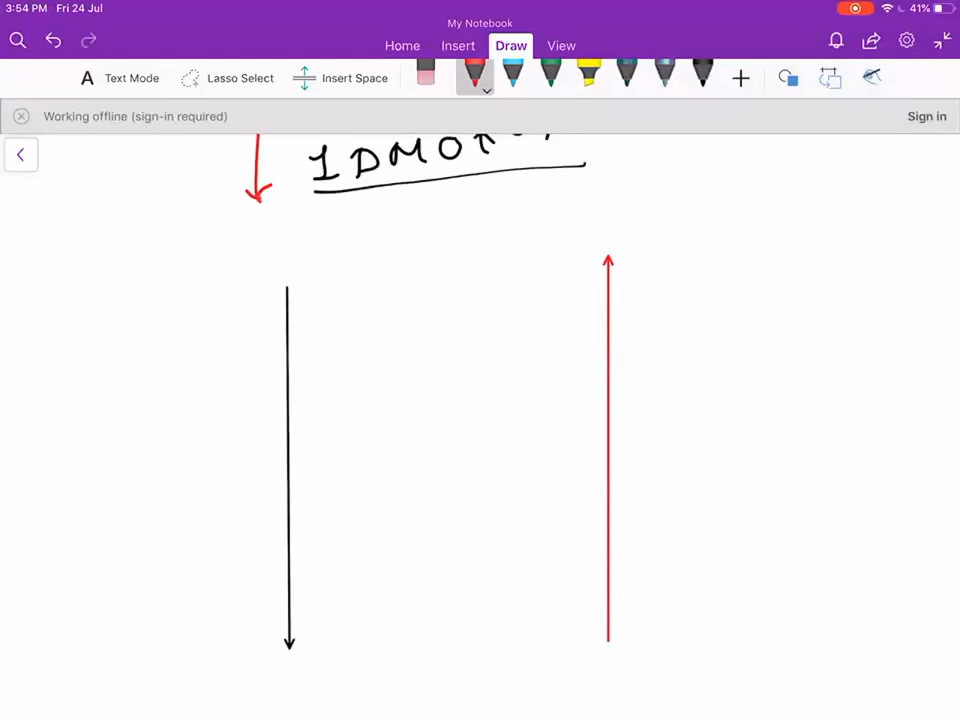 3:54 PM Fri 24 Jul 41%
My Notebook
Home Insert Draw View
A Text Mode Lasso Select Insert Space
Working offline (sign-in required) Sign in